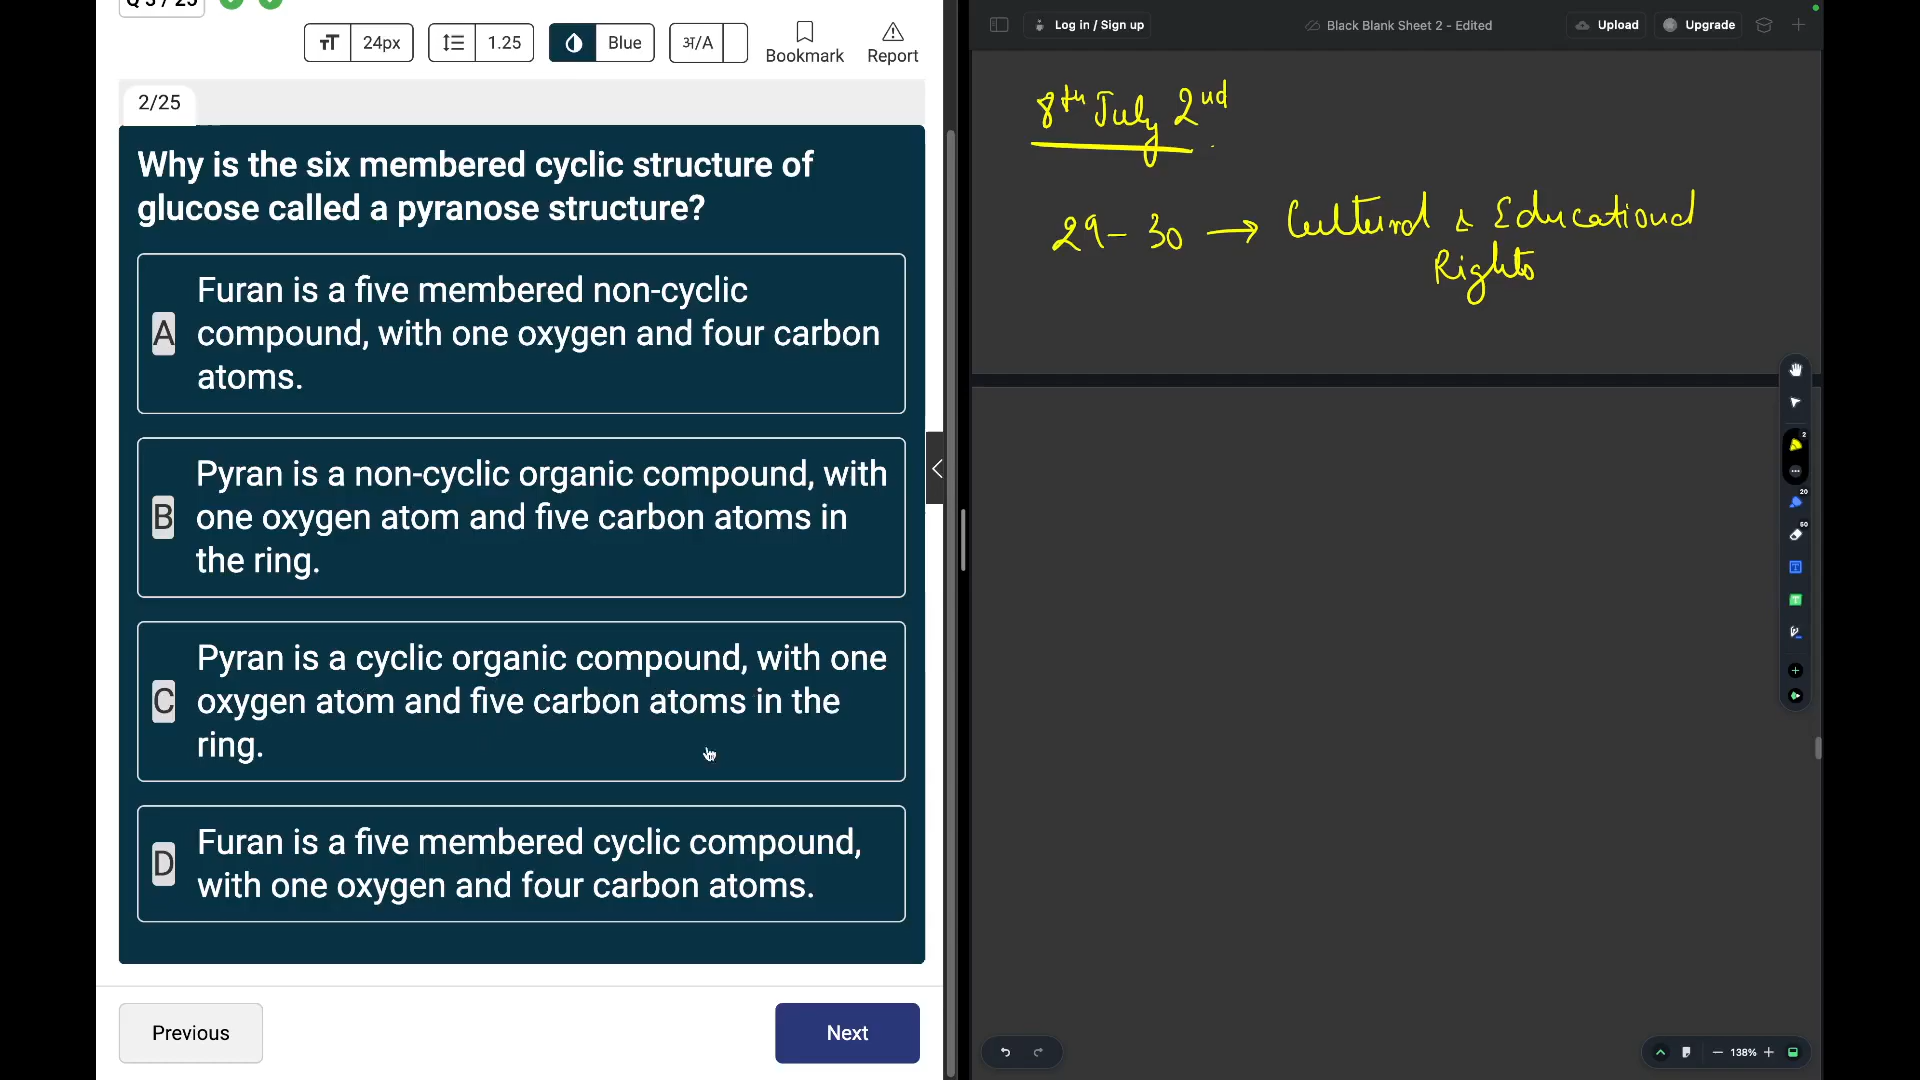 Q 3 / 25
24px
1.25
Blue
अ/A
Bookmark
Report
2/25
Why is the six membered cyclic structure of
glucose called a pyranose structure?
A
Furan is a five membered non-cyclic
compound, with one oxygen and four carbon
atoms.
B
Pyran is a non-cyclic organic compound, with
one oxygen atom and five carbon atoms in
the ring.
C
Pyran is a cyclic organic compound, with one
oxygen atom and five carbon atoms in the
ring.
D
Furan is a five membered cyclic compound,
with one oxygen and four carbon atoms.
Previous
Next
Log in / Sign up
Black Blank Sheet 2 - Edited
Upload
Upgrade
8th July 2nd
29 - 30 → Cultural & Educational
Rights
2
20
50
138%